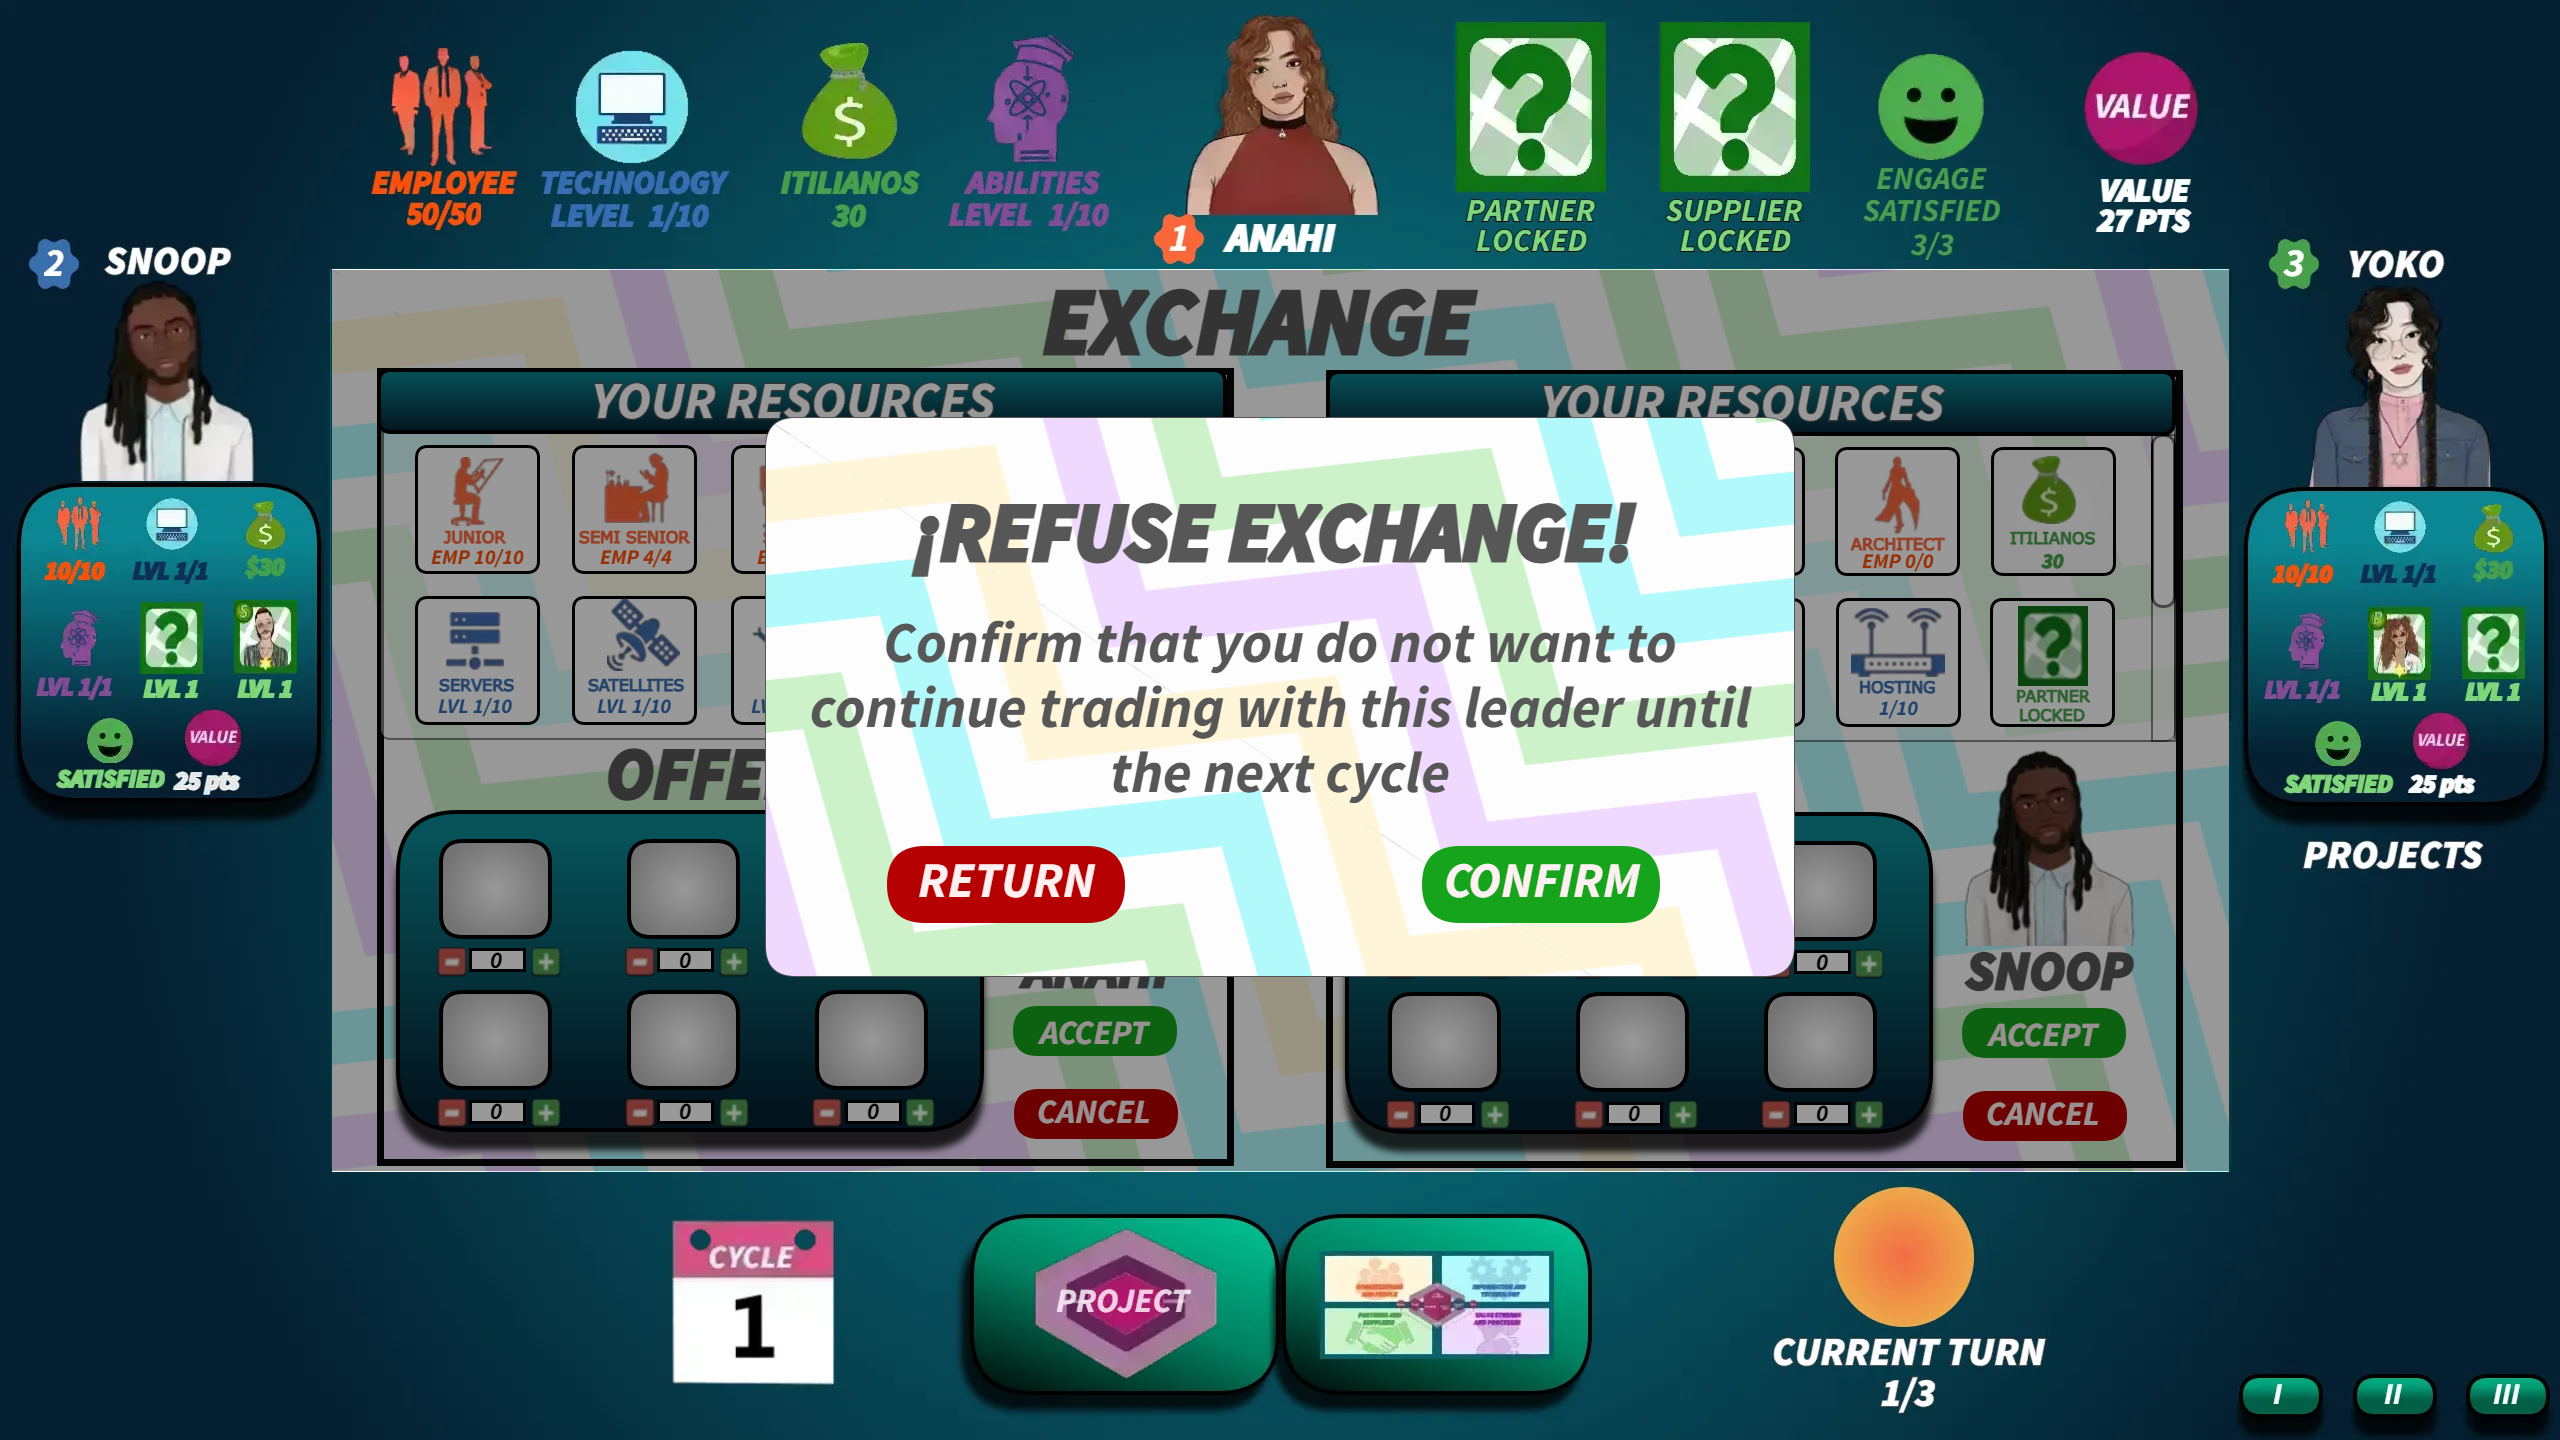 EMPLOYEE
50/50
TECHNOLOGY
LEVEL 1/10
ITILIANOS
30
ABILITIES
LEVEL 1/10
1 ANAHI
PARTNER
LOCKED
SUPPLIER
LOCKED
ENGAGE
SATISFIED
3/3
VALUE
VALUE
27 PTS
2 SNOOP
10/10
LVL 1/1
$30
LVL 1/1
LVL 1
LVL 1
VALUE
SATISFIED
25 pts
3 YOKO
10/10
LVL 1/1
$30
LVL 1/1
LVL 1
LVL 1
VALUE
SATISFIED
25 pts
PROJECTS
EXCHANGE
YOUR RESOURCES
JUNIOR
EMP 10/10
SEMI SENIOR
EMP 4/4
SERVERS
LVL 1/10
SATELLITES
LVL 1/10
YOUR RESOURCES
ARCHITECT
EMP 0/0
ITILIANOS
30
HOSTING
1/10
PARTNER
LOCKED
¡REFUSE EXCHANGE!
Confirm that you do not want to
continue trading with this leader until
the next cycle
RETURN
CONFIRM
0
0
0
0
0
ANAHI
ACCEPT
CANCEL
0
0
0
0
SNOOP
ACCEPT
CANCEL
CYCLE
1
PROJECT
CURRENT TURN
1/3
I
II
III